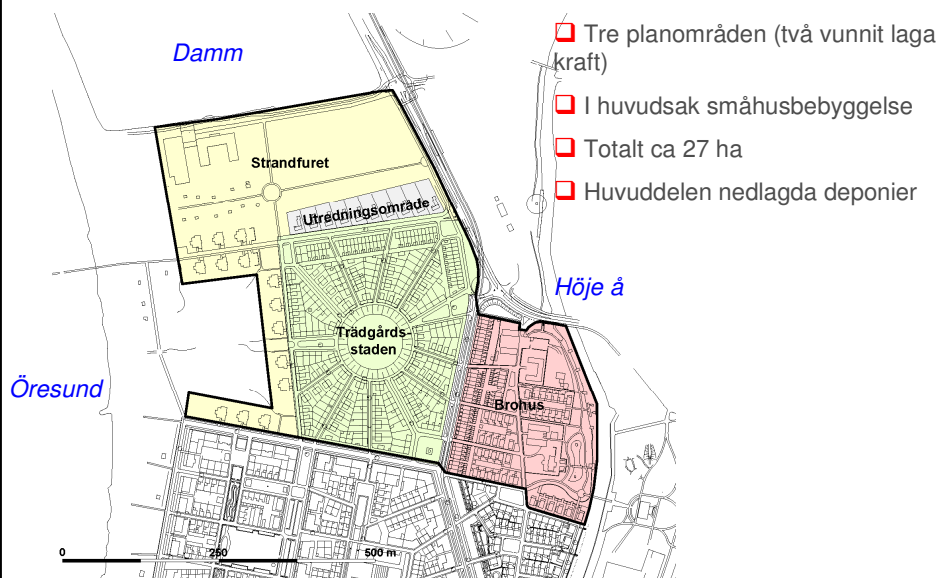 Damm
Strandfuret
Utredningsområde
Trädgårds-
staden
Brohus
Höje å
Öresund
0 250 500 m
Tre planområden (två vunnit laga
kraft)
I huvudsak småhusbebyggelse
Totalt ca 27 ha
Huvuddelen nedlagda deponier